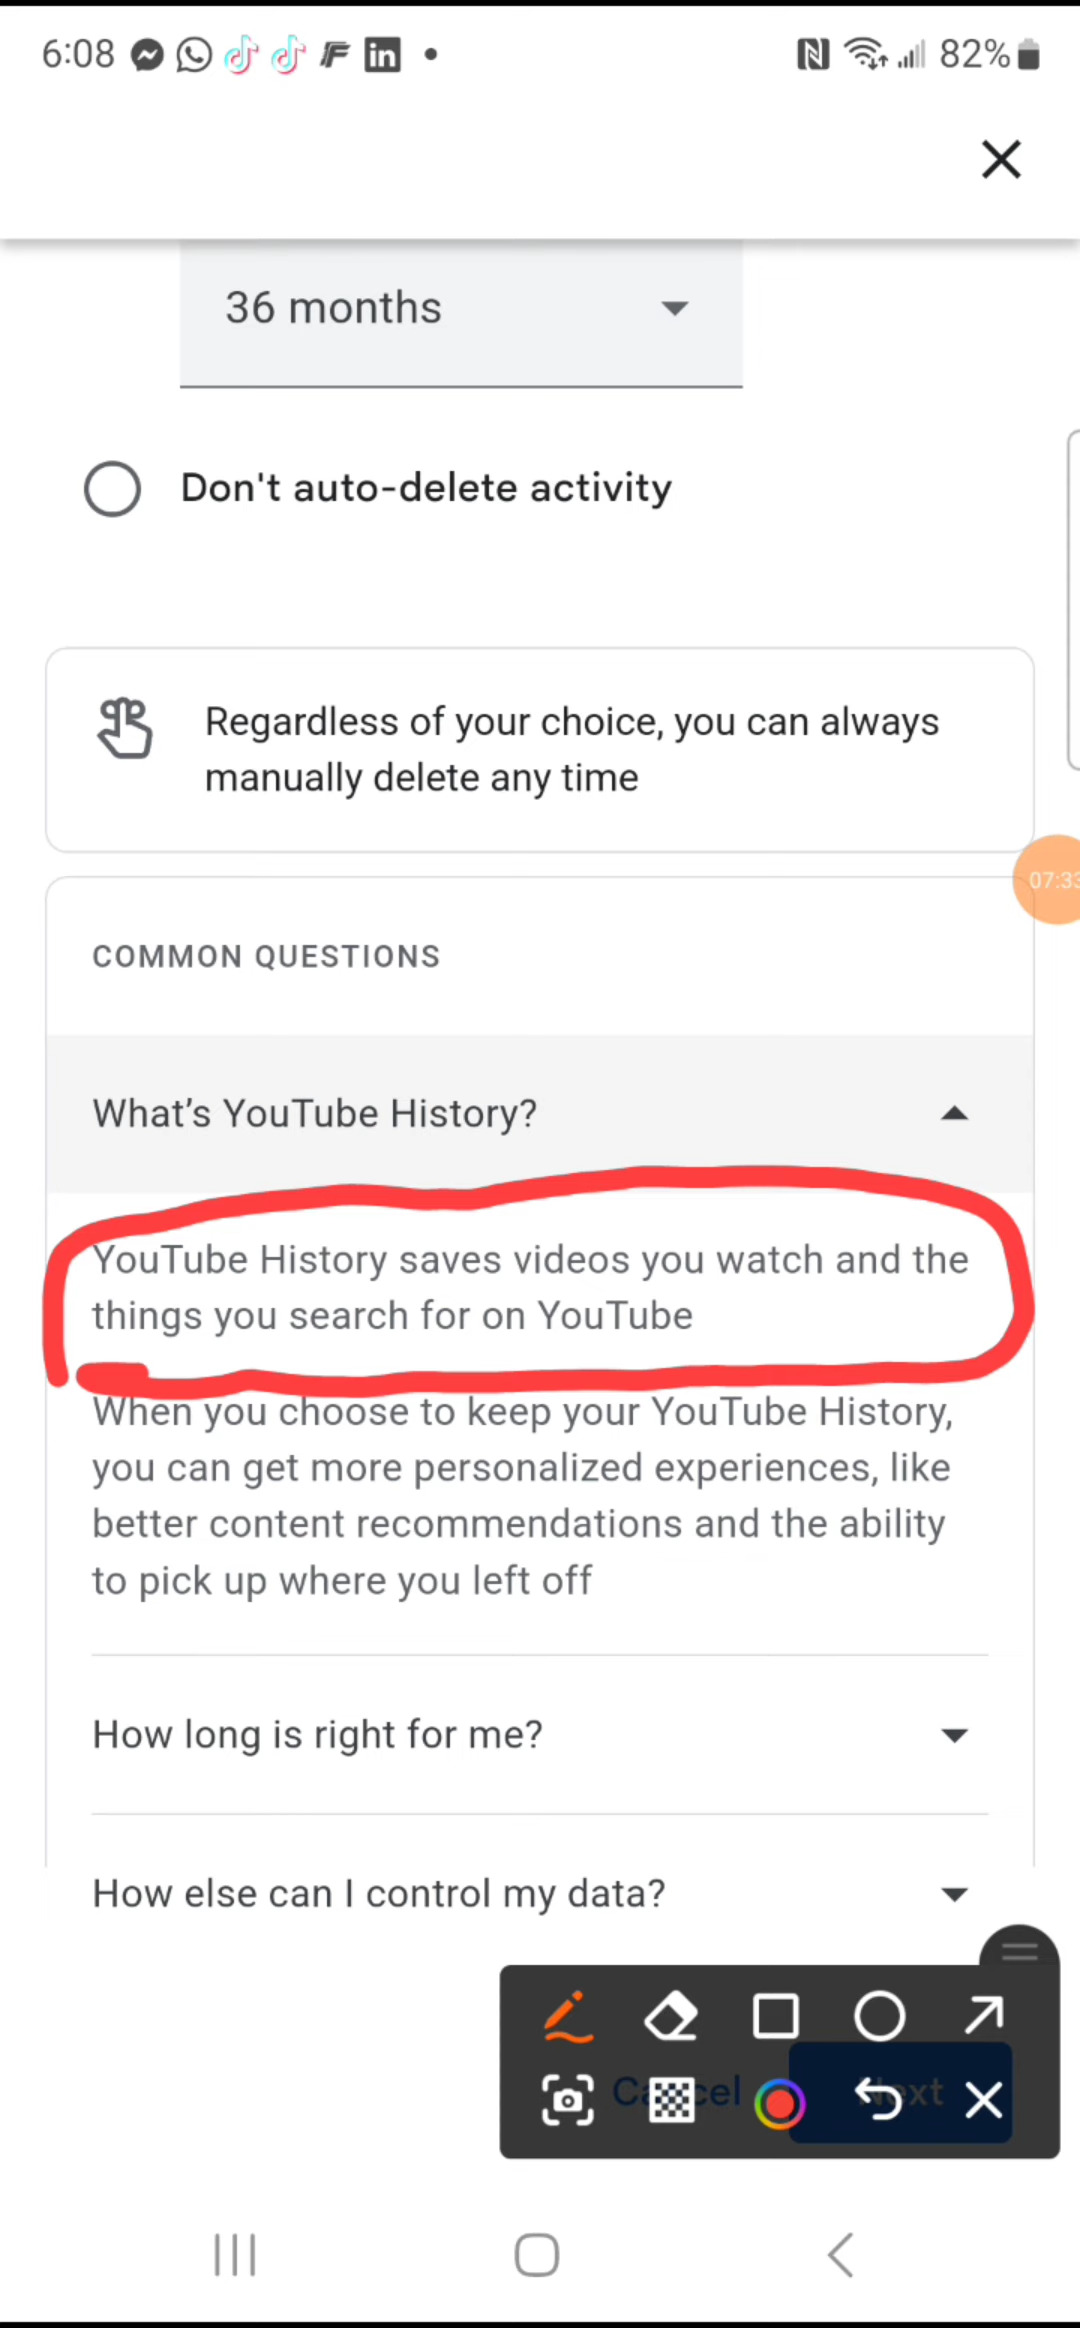 6:08
82%
36 months
Don't auto-delete activity
Regardless of your choice, you can always
manually delete any time
07:33
COMMON QUESTIONS
What's YouTube History?
YouTube History saves videos you watch and the
things you search for on YouTube
When you choose to keep your YouTube History,
you can get more personalized experiences, like
better content recommendations and the ability
to pick up where you left off
How long is right for me?
How else can I control my data?
Cancel
Next